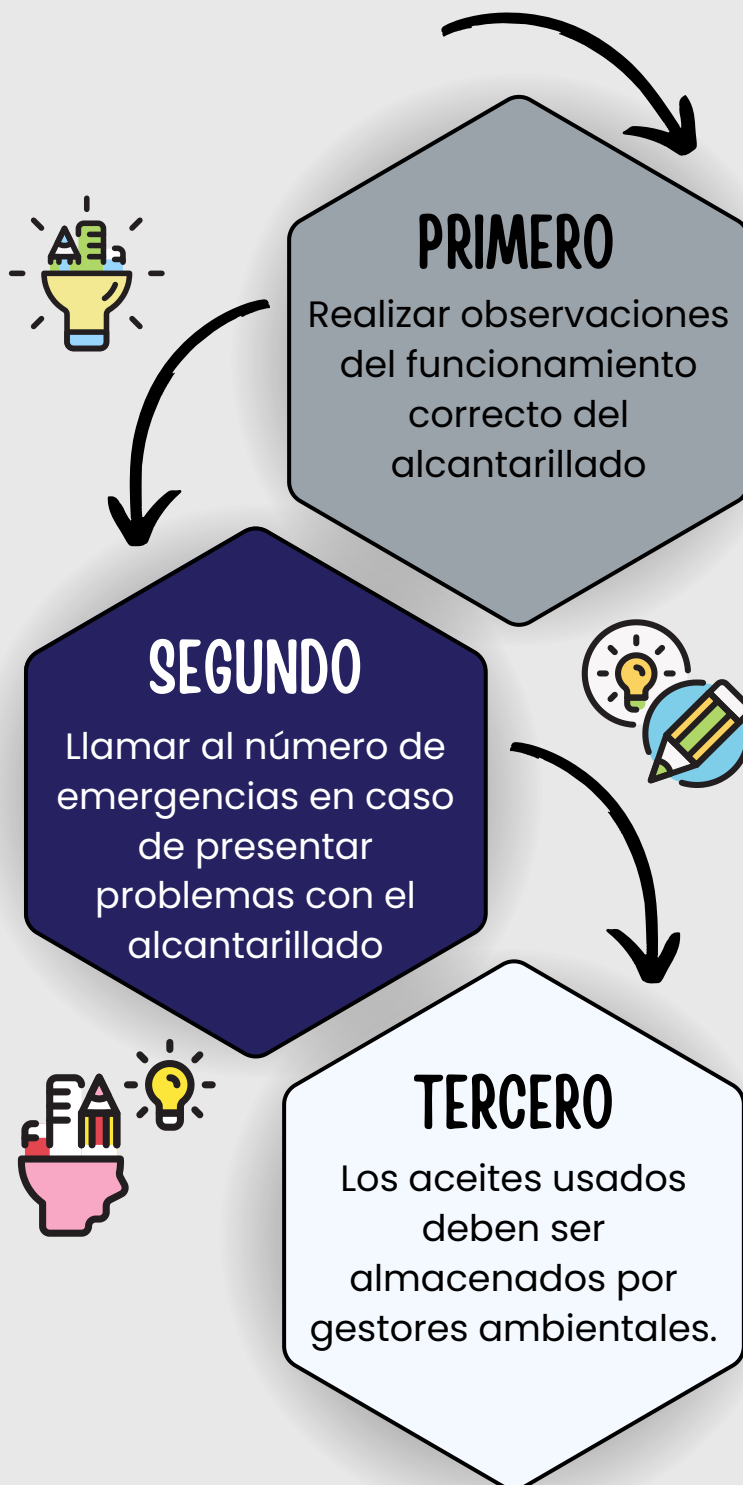 PRIMERO
Realizar observaciones
del funcionamiento
correcto del
alcantarillado
SEGUNDO
Llamar al número de
emergencias en caso
de presentar
problemas con el
alcantarillado
TERCERO
Los aceites usados
deben ser
almacenados por
gestores ambientales.